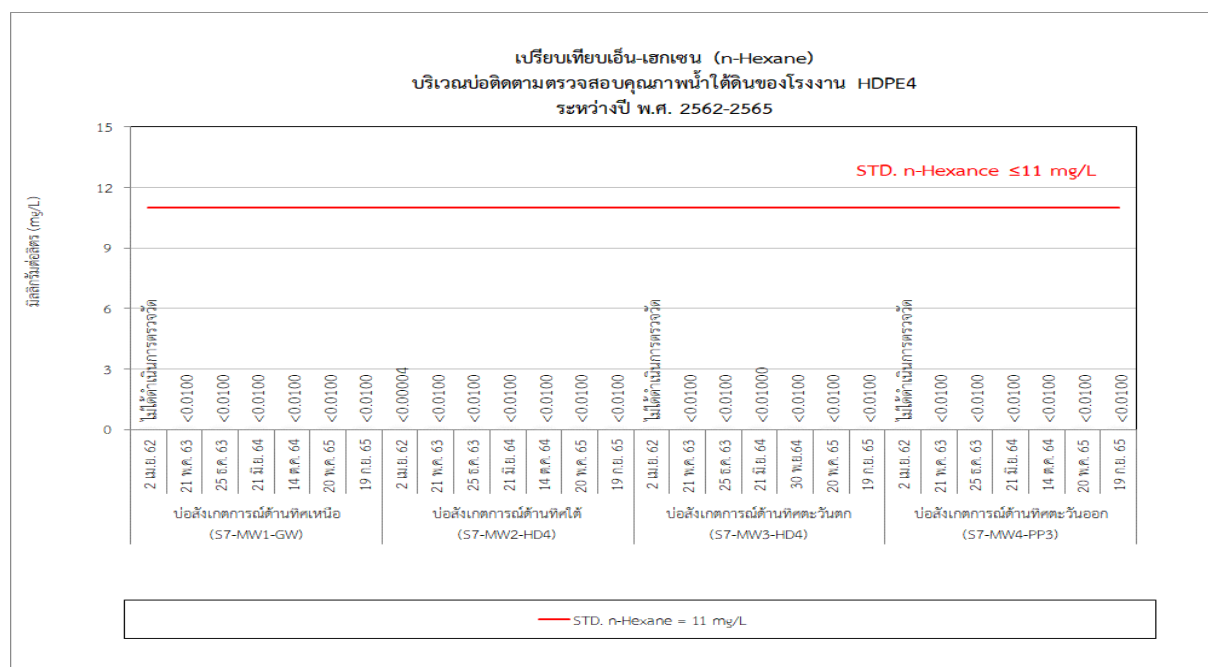 เปรียบเทียบเอ็น-เฮกเซน (n-Hexane)
บริเวณบ่อติดตามตรวจสอบคุณภาพน้ำใต้ดินของโรงงาน HDPE4
ระหว่างปี พ.ศ. 2562-2565
มิลลิกรัมต่อลิตร (mg/L)
15
12
9
6
3
0
STD. n-Hexance ≤11 mg/L
ไม่ได้ดำเนินการตรวจวัด
<0.0100
<0.0100
<0.0100
<0.0100
<0.0100
<0.0100
<0.00004
<0.0100
<0.0100
<0.0100
<0.0100
<0.0100
<0.0100
ไม่ได้ดำเนินการตรวจวัด
<0.0100
<0.0100
<0.01000
<0.0100
<0.0100
<0.0100
ไม่ได้ดำเนินการตรวจวัด
<0.0100
<0.0100
<0.0100
<0.0100
<0.0100
<0.0100
2 เม.ย. 62
21 พ.ค. 63
25 ธ.ค. 63
21 มิ.ย. 64
14 ต.ค. 64
20 พ.ค. 65
19 ก.ย. 65
2 เม.ย. 62
21 พ.ค. 63
25 ธ.ค. 63
21 มิ.ย. 64
14 ต.ค. 64
20 พ.ค. 65
19 ก.ย. 65
2 เม.ย. 62
21 พ.ค. 63
25 ธ.ค. 63
21 มิ.ย. 64
30 พ.ย.64
20 พ.ค. 65
19 ก.ย. 65
2 เม.ย. 62
21 พ.ค. 63
25 ธ.ค. 63
21 มิ.ย. 64
14 ต.ค. 64
20 พ.ค. 65
19 ก.ย. 65
บ่อสังเกตการณ์ด้านทิศเหนือ
(S7-MW1-GW)
บ่อสังเกตการณ์ด้านทิศใต้
(S7-MW2-HD4)
บ่อสังเกตการณ์ด้านทิศตะวันตก
(S7-MW3-HD4)
บ่อสังเกตการณ์ด้านทิศตะวันออก
(S7-MW4-PP3)
STD. n-Hexane = 11 mg/L